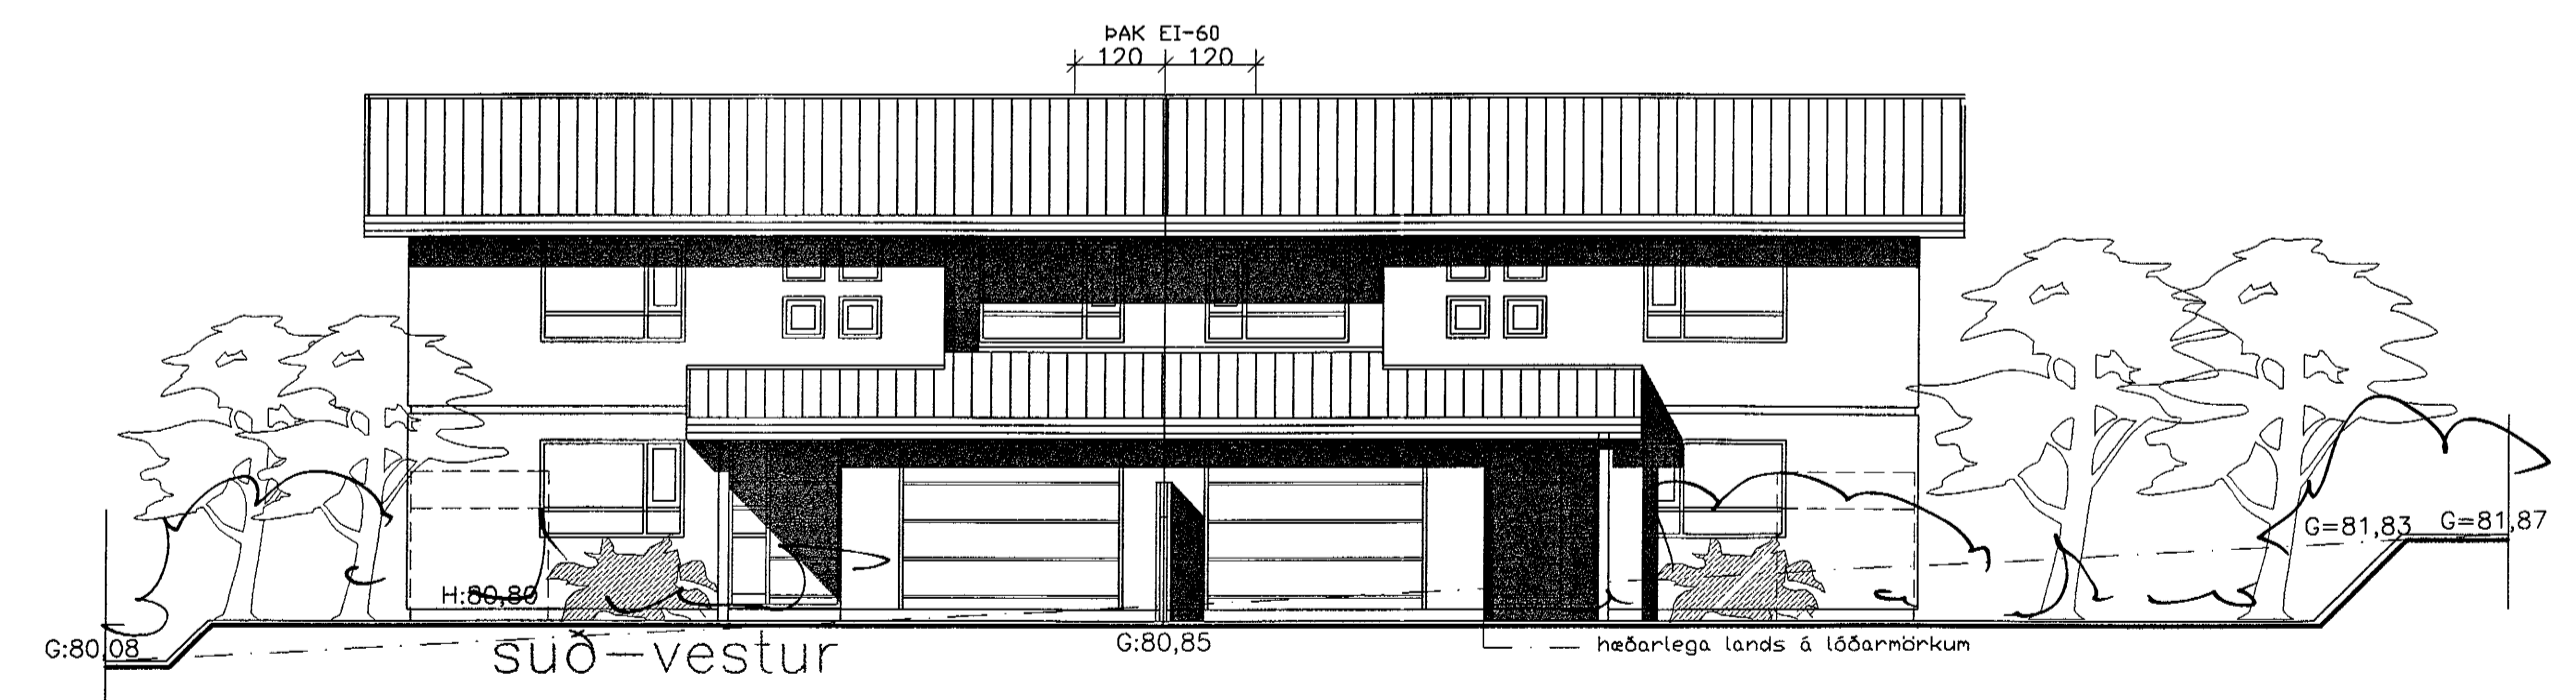 ÞAK EI-60
120 120
G=81,83 G=81,87
H:80,80
G:80,08
suð-vestur
G:80,85
hæðarlega lands á lóðarmörkum